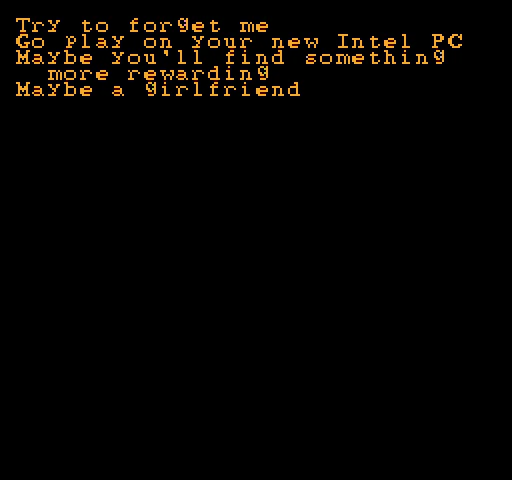 Try to forget me
Go play on your new Intel PC
Maybe you'll find something
more rewarding
Maybe a girlfriend